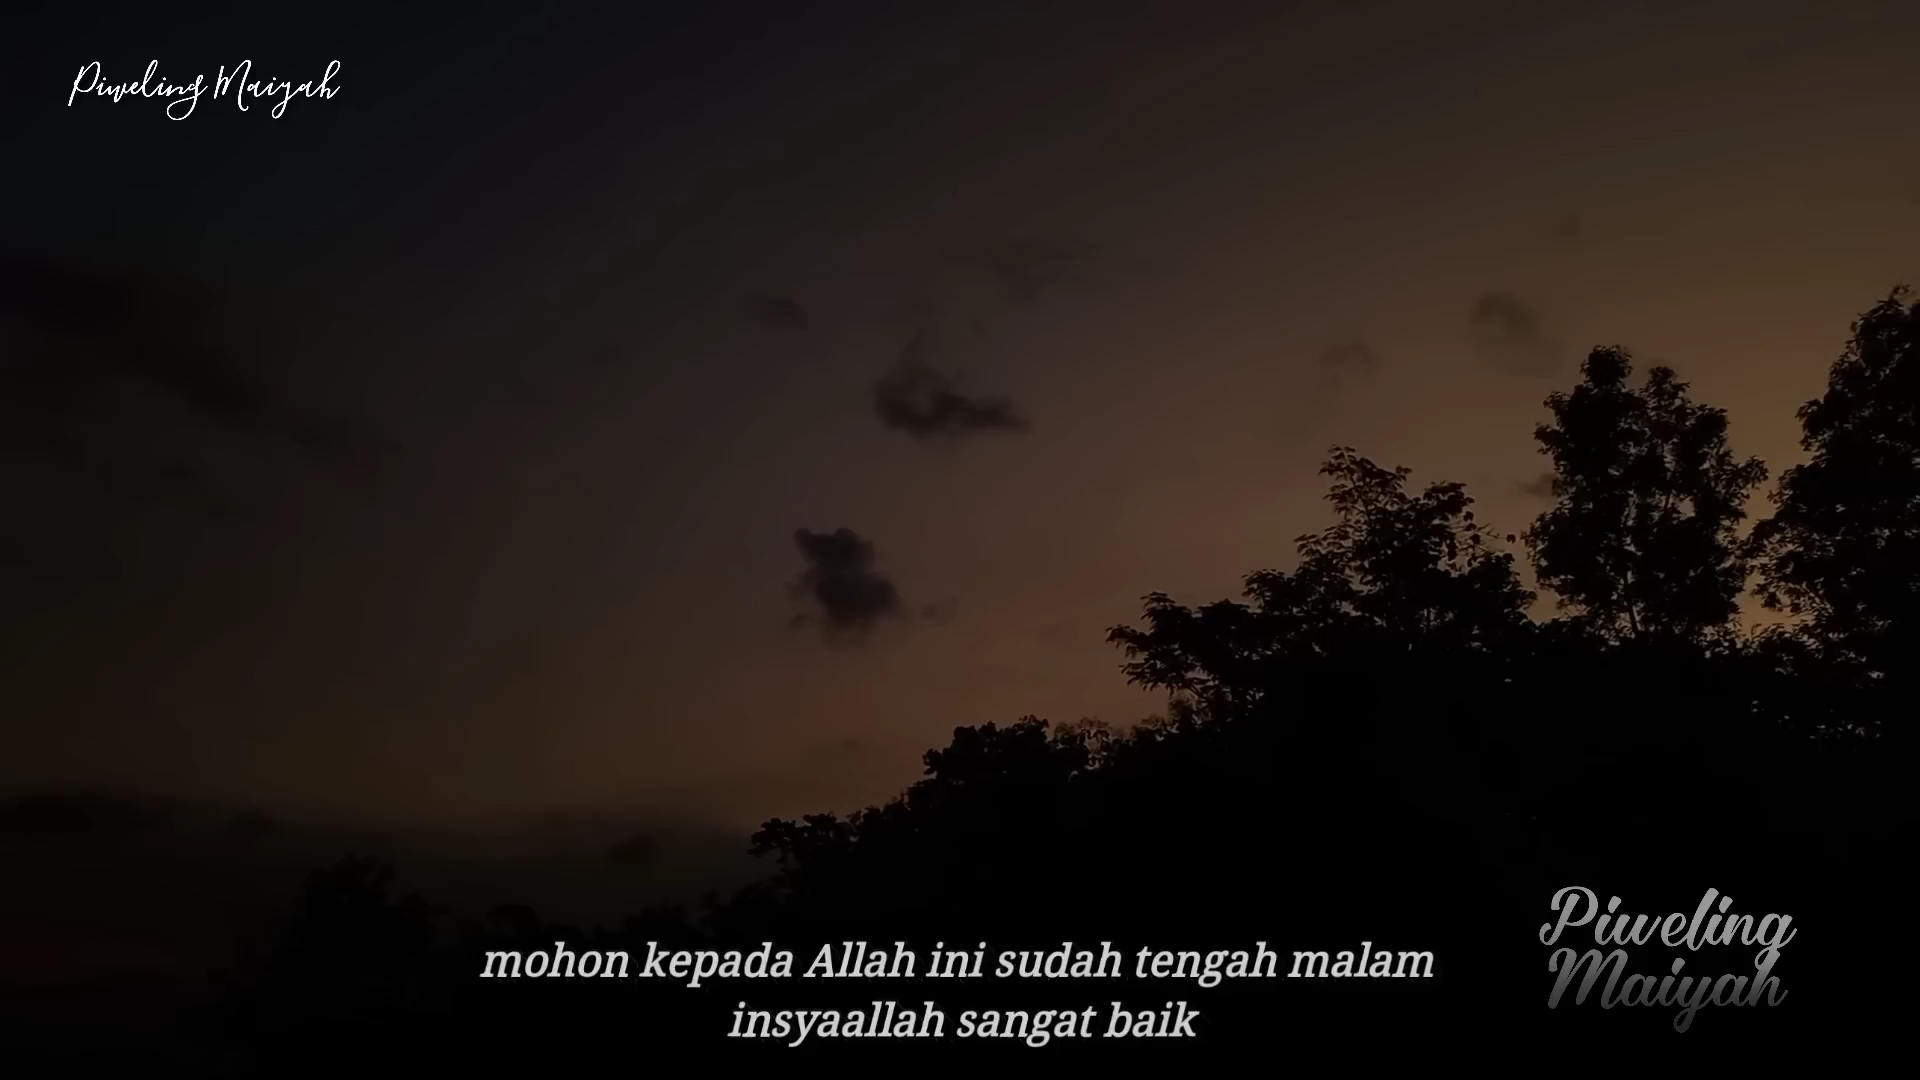 Piweling Maiyah
mohon kepada Allah ini sudah tengah malam
insyaallah sangat baik
Piweling
Maiyah